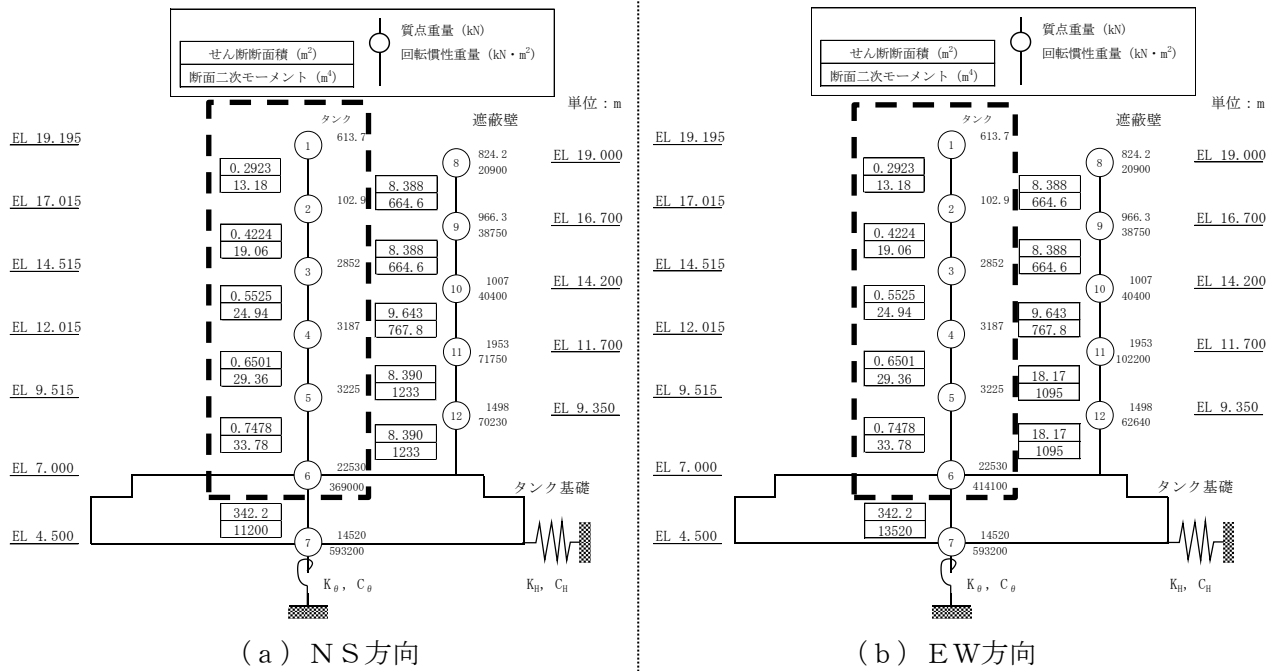 せん断断面積 (m²)
断面二次モーメント (m⁴)
質点重量 (kN)
回転慣性重量 (kN・m²)
単位：m
タンク
遮蔽壁
EL 19.195
EL 17.015
EL 14.515
EL 12.015
EL 9.515
EL 7.000
EL 4.500
0.2923
13.18
0.4224
19.06
0.5525
24.94
0.6501
29.36
0.7478
33.78
342.2
11200
1
613.7
2
102.9
3
2852
4
3187
5
3225
6
22530
369000
7
14520
593200
8.388
664.6
8.388
664.6
9.643
767.8
8.390
1233
8.390
1233
8
824.2
20900
9
966.3
38750
10
1007
40400
11
1953
71750
12
1498
70230
EL 19.000
EL 16.700
EL 14.200
EL 11.700
EL 9.350
タンク基礎
Kθ, Cθ
KH, CH
(a) NS方向
せん断断面積 (m²)
断面二次モーメント (m⁴)
質点重量 (kN)
回転慣性重量 (kN・m²)
単位：m
タンク
遮蔽壁
EL 19.195
EL 17.015
EL 14.515
EL 12.015
EL 9.515
EL 7.000
EL 4.500
0.2923
13.18
0.4224
19.06
0.5525
24.94
0.6501
29.36
0.7478
33.78
342.2
13520
1
613.7
2
102.9
3
2852
4
3187
5
3225
6
22530
414100
7
14520
593200
8.388
664.6
8.388
664.6
9.643
767.8
18.17
1095
18.17
1095
8
824.2
20900
9
966.3
38750
10
1007
40400
11
1953
102200
12
1498
62640
EL 19.000
EL 16.700
EL 14.200
EL 11.700
EL 9.350
タンク基礎
Kθ, Cθ
KH, CH
(b) EW方向